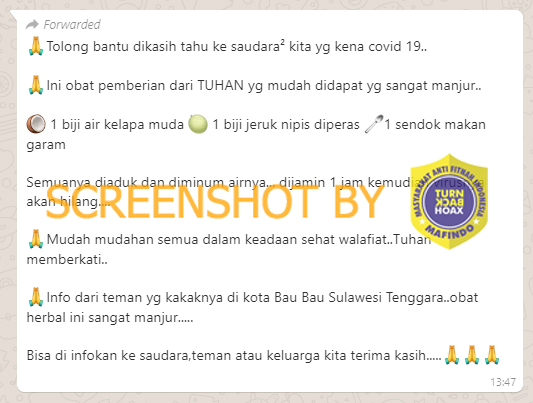 Forwarded
🙏Tolong bantu dikasih tahu ke saudara² kita yg kena covid 19..
🙏Ini obat pemberian dari TUHAN yg mudah didapat yg sangat manjur..
🥥 1 biji air kelapa muda 🍈 1 biji jeruk nipis diperas 🥄1 sendok makan
garam
Semuanya diaduk dan diminum airnya... dijamin 1 jam kemudian
akan hilang....
SCREENSHOT BY
MASYARAKAT ANTI FITNAH INDONESIA
TURN
BACK
HOAX
MAFINDO
🙏Mudah mudahan semua dalam keadaan sehat walafiat..Tuhan
memberkati..
🙏Info dari teman yg kakaknya di kota Bau Bau Sulawesi Tenggara..obat
herbal ini sangat manjur.....
Bisa di infokan ke saudara,teman atau keluarga kita terima kasih.....🙏🙏🙏
13:47